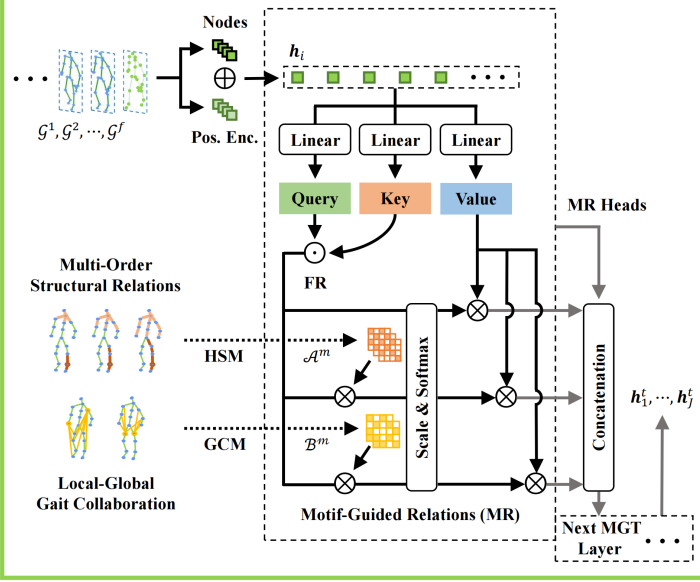 Nodes
𝒢¹, 𝒢², ⋯, 𝒢ᶠ
Pos. Enc.
𝒉ᵢ
Linear
Linear
Linear
Query
Key
Value
MR Heads
FR
Multi-Order
Structural Relations
HSM
𝒜ᵐ
GCM
ℬᵐ
Local-Global
Gait Collaboration
Scale & Softmax
Concatenation
𝒉₁ᵗ, ⋯, 𝒉_Jᵗ
Motif-Guided Relations (MR)
Next MGT
Layer